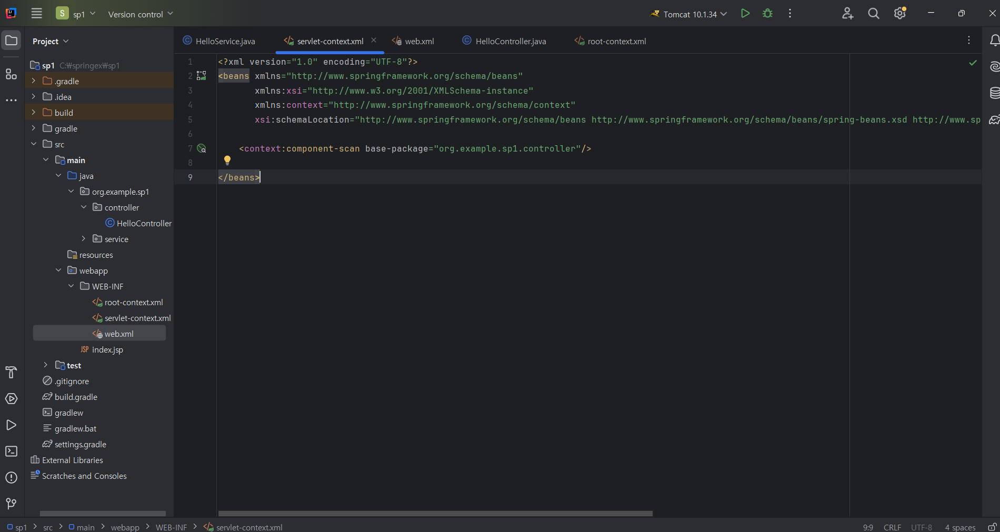 S sp1 Version control Tomcat 10.1.34
Project HelloService.java servlet-context.xml web.xml HelloController.java root-context.xml
sp1 C:₩springex₩sp1
.gradle
.idea
build
gradle
src
main
java
org.example.sp1
controller
HelloController
service
resources
webapp
WEB-INF
root-context.xml
servlet-context.xml
web.xml
JSP index.jsp
test
.gitignore
build.gradle
gradlew
gradlew.bat
settings.gradle
External Libraries
Scratches and Consoles
1 <?xml version="1.0" encoding="UTF-8"?>
2 <beans xmlns="http://www.springframework.org/schema/beans"
3 xmlns:xsi="http://www.w3.org/2001/XMLSchema-instance"
4 xmlns:context="http://www.springframework.org/schema/context"
5 xsi:schemaLocation="http://www.springframework.org/schema/beans http://www.springframework.org/schema/beans/spring-beans.xsd http://www.sp
6
7 <context:component-scan base-package="org.example.sp1.controller"/>
8
9 </beans>
sp1 > src > main > webapp > WEB-INF > servlet-context.xml 9:9 CRLF UTF-8 4 spaces